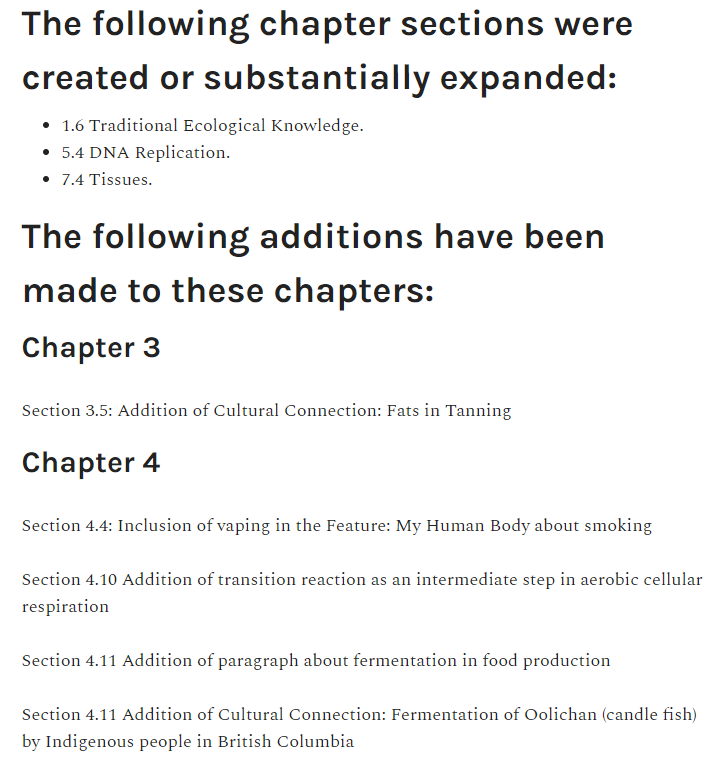 The following chapter sections were
created or substantially expanded:
1.6 Traditional Ecological Knowledge.
5.4 DNA Replication.
7.4 Tissues.
The following additions have been
made to these chapters:
Chapter 3
Section 3.5: Addition of Cultural Connection: Fats in Tanning
Chapter 4
Section 4.4: Inclusion of vaping in the Feature: My Human Body about smoking
Section 4.10 Addition of transition reaction as an intermediate step in aerobic cellular
respiration
Section 4.11 Addition of paragraph about fermentation in food production
Section 4.11 Addition of Cultural Connection: Fermentation of Oolichan (candle fish)
by Indigenous people in British Columbia